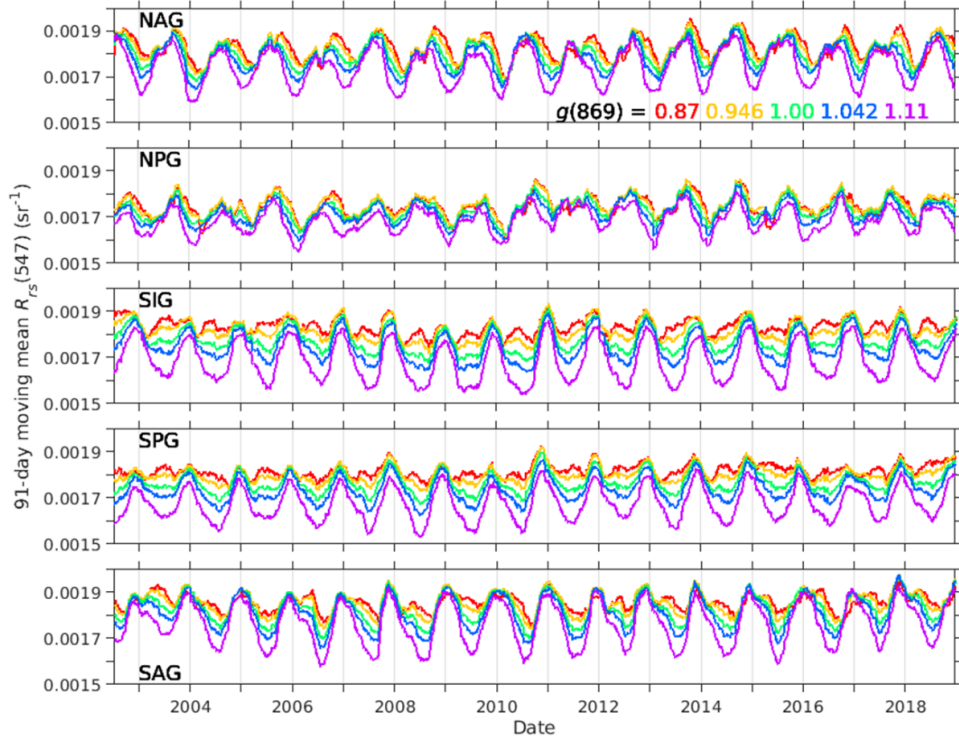 NAG
0.0019
0.0017
0.0015
g(869) = 0.87 0.946 1.00 1.042 1.11
NPG
0.0019
0.0017
0.0015
SIG
0.0019
0.0017
0.0015
SPG
0.0019
0.0017
0.0015
0.0019
0.0017
0.0015
SAG
91-day moving mean Rrs(547) (sr-1)
2004 2006 2008 2010 2012 2014 2016 2018
Date